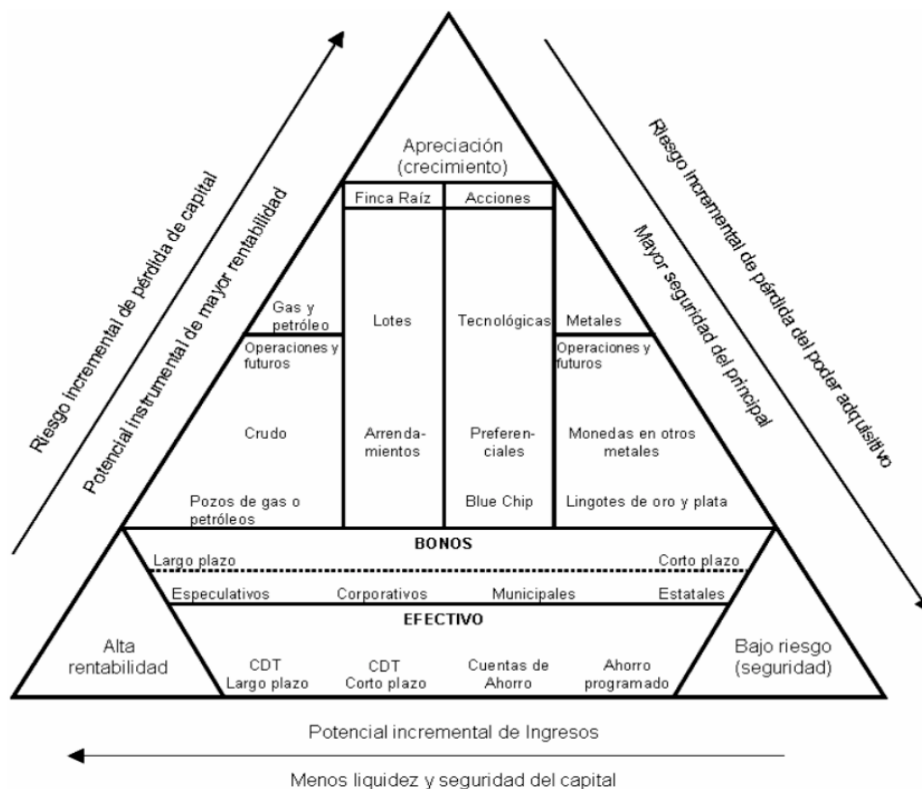 Apreciación
(crecimiento)
Finca Raíz
Acciones
Gas y
petróleo
Lotes
Tecnológicas
Metales
Operaciones y
futuros
Operaciones y
futuros
Crudo
Arrenda-
mientos
Preferen-
ciales
Monedas en otros
metales
Pozos de gas o
petróleos
Blue Chip
Lingotes de oro y plata
BONOS
Largo plazo
Corto plazo
Especulativos
Corporativos
Municipales
Estatales
EFECTIVO
Alta
rentabilidad
CDT
Largo plazo
CDT
Corto plazo
Cuentas de
Ahorro
Ahorro
programado
Bajo riesgo
(seguridad)
Riesgo incremental de pérdida de capital
Potencial instrumental de mayor rentabilidad
Riesgo incremental de pérdida del poder adquisitivo
Mayor seguridad del principal
Potencial incremental de Ingresos
Menos liquidez y seguridad del capital